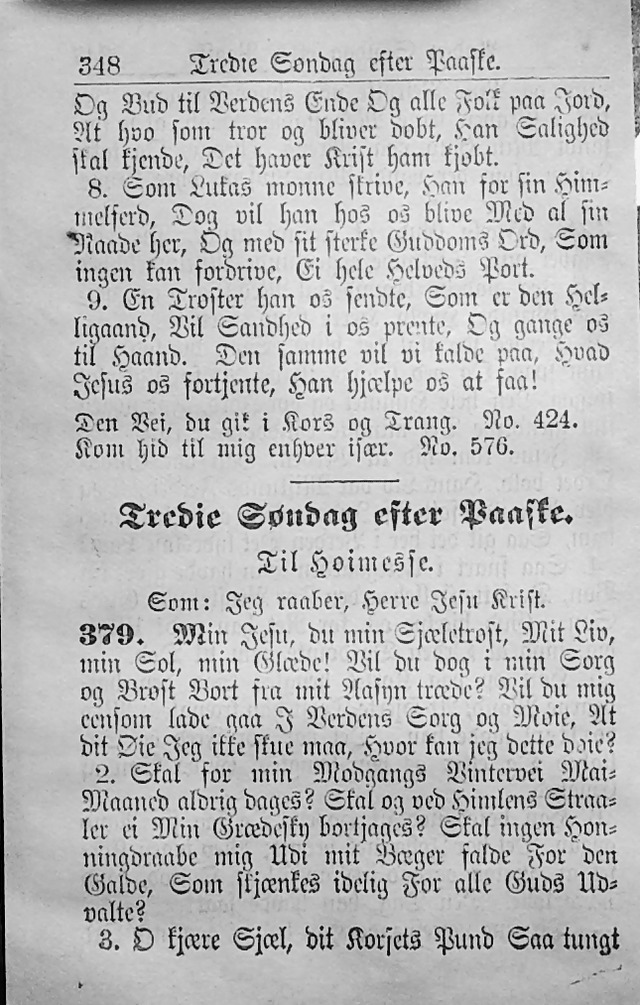 348 Tredie Søndag efter Paaske.
Og Bud til Verdens Ende Og alle Folk paa Jord,
At hvo som tror og bliver døbt, Han Salighed
skal kjende, Det haver Krist ham kjøbt.
8. Som Lukas monne skrive, Han for sin Him-
melferd, Dog vil han hos os blive Med al sin
Naade her, Og med sit sterke Guddoms Ord, Som
ingen kan fordrive, Ei hele Helveds Port.
9. En Trøster han os sendte, Som er den Hel-
ligaand, Vil Sandhed i os prente, Og gange os
til Haand. Den samme vil vi kalde paa, Hvad
Jesus os fortjente, Han hjælpe os at faa!
Den Vei, du gik i Kors og Trang. No. 424.
Kom hid til mig enhver især. No. 576.
Tredie Søndag efter Paaske.
Til Høimesse.
Som: Jeg raaber, Herre Jesu Krist.
379. Min Jesu, du min Sjæletrøst, Mit Liv,
min Sol, min Glæde! Vil du dog i min Sorg
og Brøst Bort fra mit Aasyn træde? Vil du mig
eensom lade gaa I Verdens Sorg og Møie, At
dit Øie Jeg ikke skue maa, Hvor kan jeg dette døie?
2. Skal for min Modgangs Vintervei Mai-
Maaned aldrig dages? Skal og ved Himlens Straa-
ler ei Min Grædesky bortjages? Skal ingen Hon-
ningdraabe mig Udi mit Bæger falde For den
Galde, Som skjænkes idelig For alle Guds Ud-
valte?
3. O kjære Sjæl, dit Korsets Pund Saa tungt